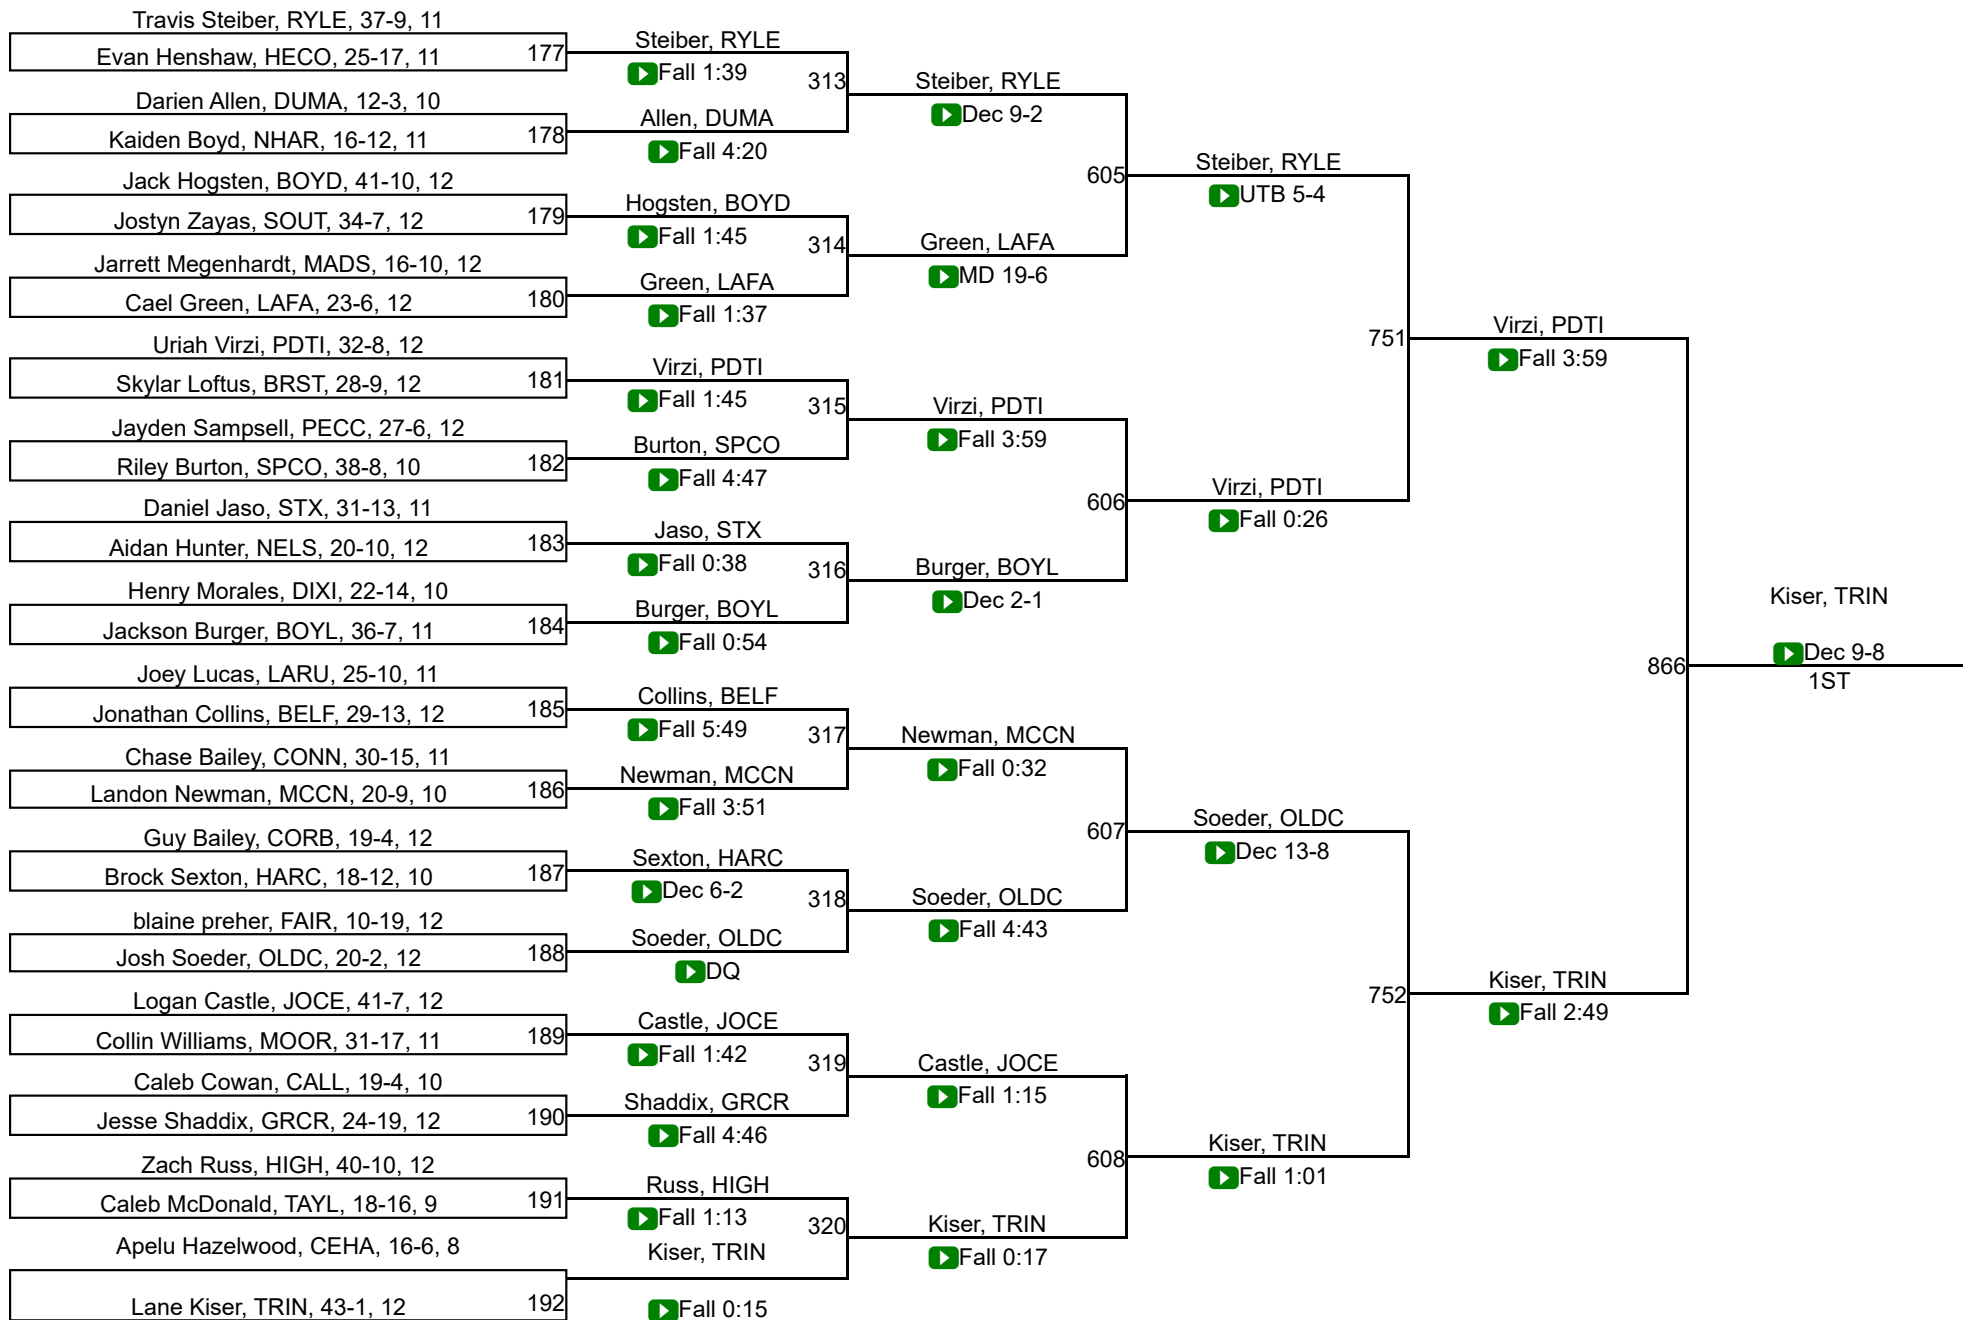 Travis Steiber, RYLE, 37-9, 11
Evan Henshaw, HECO, 25-17, 11
177
Darien Allen, DUMA, 12-3, 10
Kaiden Boyd, NHAR, 16-12, 11
178
Jack Hogsten, BOYD, 41-10, 12
Jostyn Zayas, SOUT, 34-7, 12
179
Jarrett Megenhardt, MADS, 16-10, 12
Cael Green, LAFA, 23-6, 12
180
Uriah Virzi, PDTI, 32-8, 12
Skylar Loftus, BRST, 28-9, 12
181
Jayden Sampsell, PECC, 27-6, 12
Riley Burton, SPCO, 38-8, 10
182
Daniel Jaso, STX, 31-13, 11
Aidan Hunter, NELS, 20-10, 12
183
Henry Morales, DIXI, 22-14, 10
Jackson Burger, BOYL, 36-7, 11
184
Joey Lucas, LARU, 25-10, 11
Jonathan Collins, BELF, 29-13, 12
185
Chase Bailey, CONN, 30-15, 11
Landon Newman, MCCN, 20-9, 10
186
Guy Bailey, CORB, 19-4, 12
Brock Sexton, HARC, 18-12, 10
187
blaine preher, FAIR, 10-19, 12
Josh Soeder, OLDC, 20-2, 12
188
Logan Castle, JOCE, 41-7, 12
Collin Williams, MOOR, 31-17, 11
189
Caleb Cowan, CALL, 19-4, 10
Jesse Shaddix, GRCR, 24-19, 12
190
Zach Russ, HIGH, 40-10, 12
Caleb McDonald, TAYL, 18-16, 9
191
Apelu Hazelwood, CEHA, 16-6, 8
Lane Kiser, TRIN, 43-1, 12
192
Steiber, RYLE
Fall 1:39
313
Allen, DUMA
Fall 4:20
Hogsten, BOYD
Fall 1:45
314
Green, LAFA
Fall 1:37
Virzi, PDTI
Fall 1:45
315
Burton, SPCO
Fall 4:47
Jaso, STX
Fall 0:38
316
Burger, BOYL
Fall 0:54
Collins, BELF
Fall 5:49
317
Newman, MCCN
Fall 3:51
Sexton, HARC
Dec 6-2
318
Soeder, OLDC
DQ
Castle, JOCE
Fall 1:42
319
Shaddix, GRCR
Fall 4:46
Russ, HIGH
Fall 1:13
320
Kiser, TRIN
Fall 0:15
Steiber, RYLE
Dec 9-2
605
Green, LAFA
MD 19-6
Virzi, PDTI
Fall 3:59
606
Burger, BOYL
Dec 2-1
Newman, MCCN
Fall 0:32
607
Soeder, OLDC
Fall 4:43
Castle, JOCE
Fall 1:15
608
Kiser, TRIN
Fall 0:17
Steiber, RYLE
UTB 5-4
751
Virzi, PDTI
Fall 0:26
Soeder, OLDC
Dec 13-8
752
Kiser, TRIN
Fall 1:01
Virzi, PDTI
Fall 3:59
866
Kiser, TRIN
Fall 2:49
Kiser, TRIN
Dec 9-8
1ST